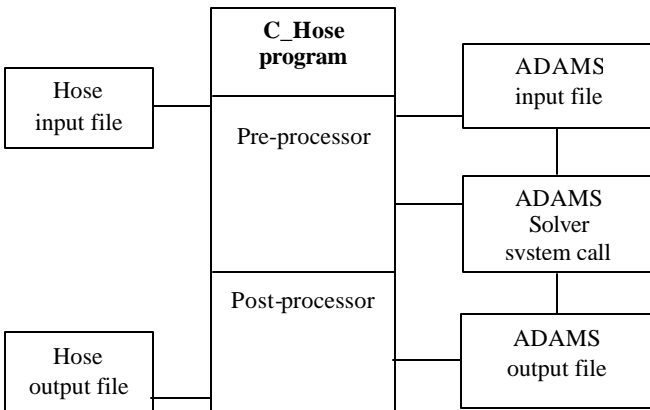 C_Hose
program
Hose
input file
ADAMS
input file
Pre-processor
ADAMS
Solver
system call
Post-processor
Hose
output file
ADAMS
output file